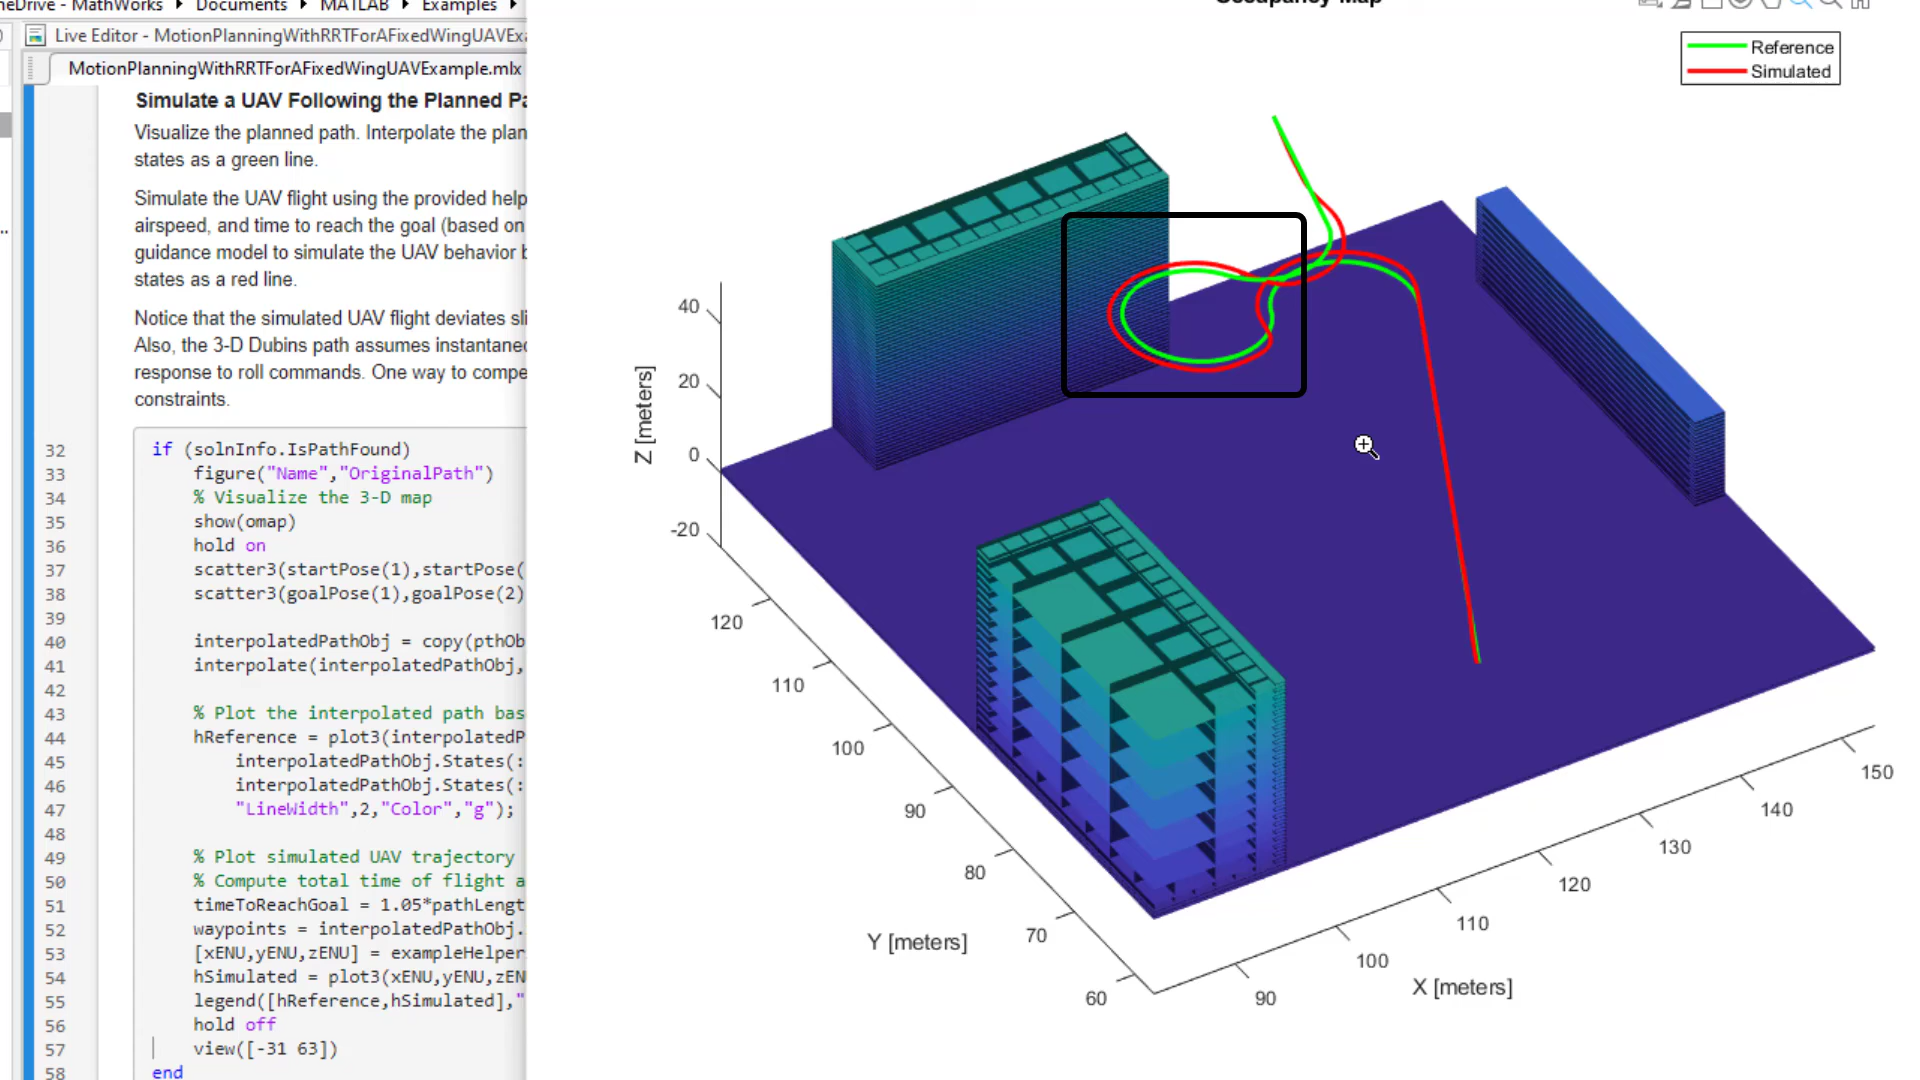 neDrive - MathWorks ▸ Documents ▸ MATLAB ▸ Examples ▸
Live Editor - MotionPlanningWithRRTForAFixedWingUAVExa
MotionPlanningWithRRTForAFixedWingUAVExample.mlx
Simulate a UAV Following the Planned Pa
Visualize the planned path. Interpolate the plan
states as a green line.
Simulate the UAV flight using the provided help
airspeed, and time to reach the goal (based on
guidance model to simulate the UAV behavior b
states as a red line.
Notice that the simulated UAV flight deviates sli
Also, the 3-D Dubins path assumes instantaneo
response to roll commands. One way to compe
constraints.
32 if (solnInfo.IsPathFound)
33 figure("Name","OriginalPath")
34 % Visualize the 3-D map
35 show(omap)
36 hold on
37 scatter3(startPose(1),startPose(
38 scatter3(goalPose(1),goalPose(2)
39
40 interpolatedPathObj = copy(pthOb
41 interpolate(interpolatedPathObj,
42
43 % Plot the interpolated path bas
44 hReference = plot3(interpolatedP
45 interpolatedPathObj.States(:
46 interpolatedPathObj.States(:
47 "LineWidth",2,"Color","g");
48
49 % Plot simulated UAV trajectory
50 % Compute total time of flight a
51 timeToReachGoal = 1.05*pathLengt
52 waypoints = interpolatedPathObj.
53 [xENU,yENU,zENU] = exampleHelper
54 hSimulated = plot3(xENU,yENU,zEN
55 legend([hReference,hSimulated],"
56 hold off
57 view([-31 63])
58 end
Occupancy Map
Reference
Simulated
Z [meters]
40
20
0
-20
120
110
100
90
80
70
60
Y [meters]
90
100
110
120
130
140
150
X [meters]